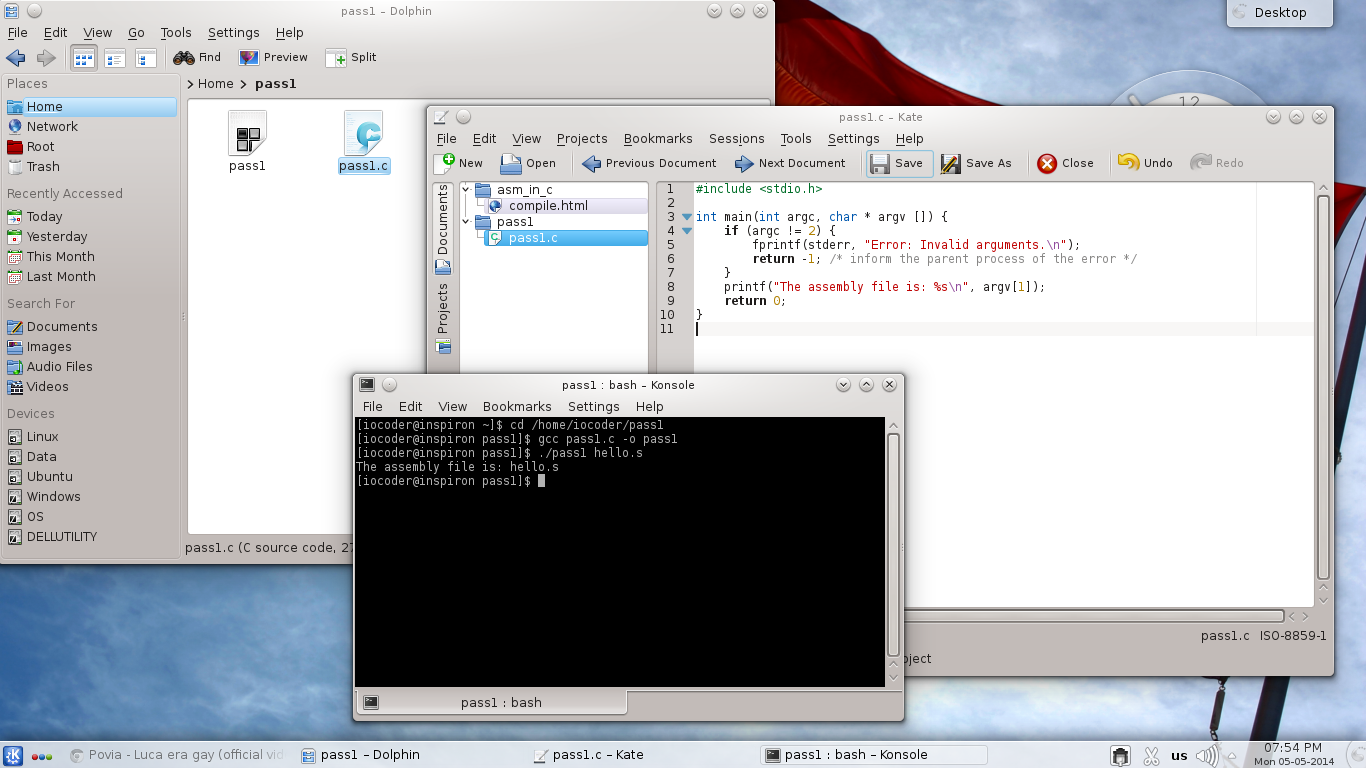 pass1 – Dolphin
File Edit View Go Tools Settings Help
Find Preview Split
Places
Home
Network
Root
Trash
Recently Accessed
Today
Yesterday
This Month
Last Month
Search For
Documents
Images
Audio Files
Videos
Devices
Linux
Data
Ubuntu
Windows
OS
DELLUTILITY
Home pass1
pass1 pass1.c
pass1.c (C source code, 27
Desktop
12
pass1.c – Kate
File Edit View Projects Bookmarks Sessions Tools Settings Help
New Open Previous Document Next Document Save Save As Close Undo Redo
Documents
Projects
asm_in_c
compile.html
pass1
pass1.c
1 #include <stdio.h>
2
3 int main(int argc, char * argv []) {
4     if (argc != 2) {
5         fprintf(stderr, "Error: Invalid arguments.\n");
6         return -1; /* inform the parent process of the error */
7     }
8     printf("The assembly file is: %s\n", argv[1]);
9     return 0;
10 }
11
pass1.c ISO-8859-1
oject
pass1 : bash – Konsole
File Edit View Bookmarks Settings Help
[iocoder@inspiron ~]$ cd /home/iocoder/pass1
[iocoder@inspiron pass1]$ gcc pass1.c -o pass1
[iocoder@inspiron pass1]$ ./pass1 hello.s
The assembly file is: hello.s
[iocoder@inspiron pass1]$
pass1 : bash
Povia - Luca era gay (official vid
pass1 – Dolphin
pass1.c – Kate
pass1 : bash – Konsole
us
07:54 PM
Mon 05-05-2014